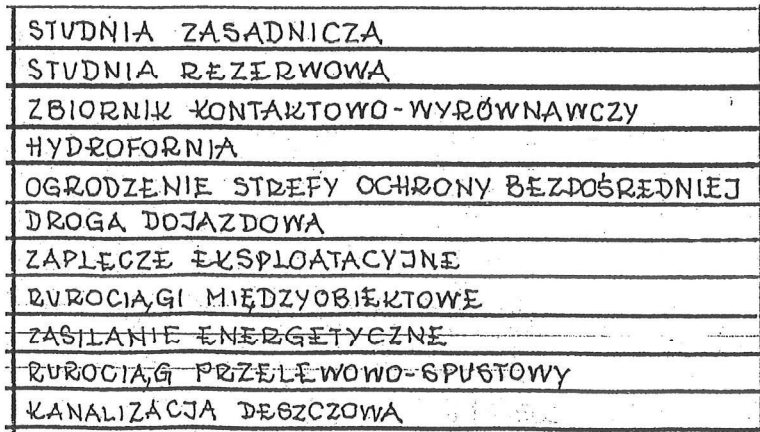 STUDNIA ZASADNICZA
STUDNIA REZERWOWA
ZBIORNIK KONTAKTOWO-WYRÓWNAWCZY
HYDROFORNIA
OGRODZENIE STREFY OCHRONY BEZPOŚREDNIEJ
DROGA DOJAZDOWA
ZAPLECZE EKSPLOATACYJNE
RUROCIĄGI MIĘDZYOBIEKTOWE
ZASILANIE ENERGETYCZNE
RUROCIĄG PRZELEWOWO-SPUSTOWY
KANALIZACJA DESZCZOWA